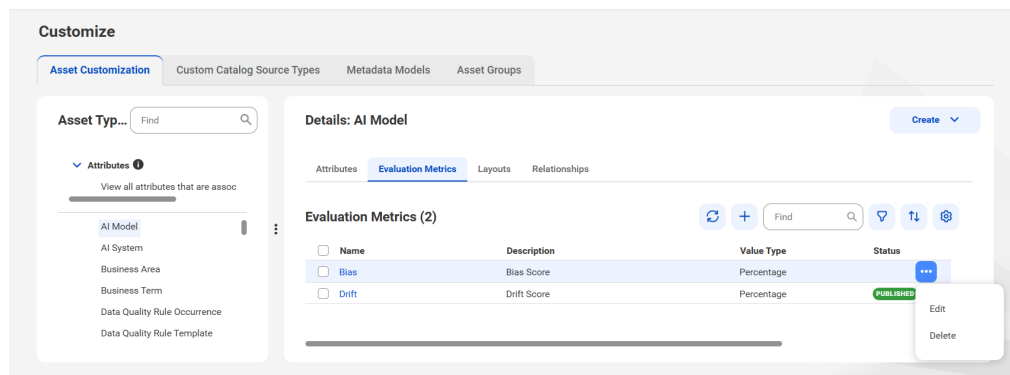 Customize
Asset Customization Custom Catalog Source Types Metadata Models Asset Groups
Asset Typ... Find
Attributes
View all attributes that are assoc
AI Model
AI System
Business Area
Business Term
Data Quality Rule Occurrence
Data Quality Rule Template
Details: AI Model Create
Attributes Evaluation Metrics Layouts Relationships
Evaluation Metrics (2) Find
Name Description Value Type Status
Bias Bias Score Percentage
Drift Drift Score Percentage PUBLISHED
Edit
Delete